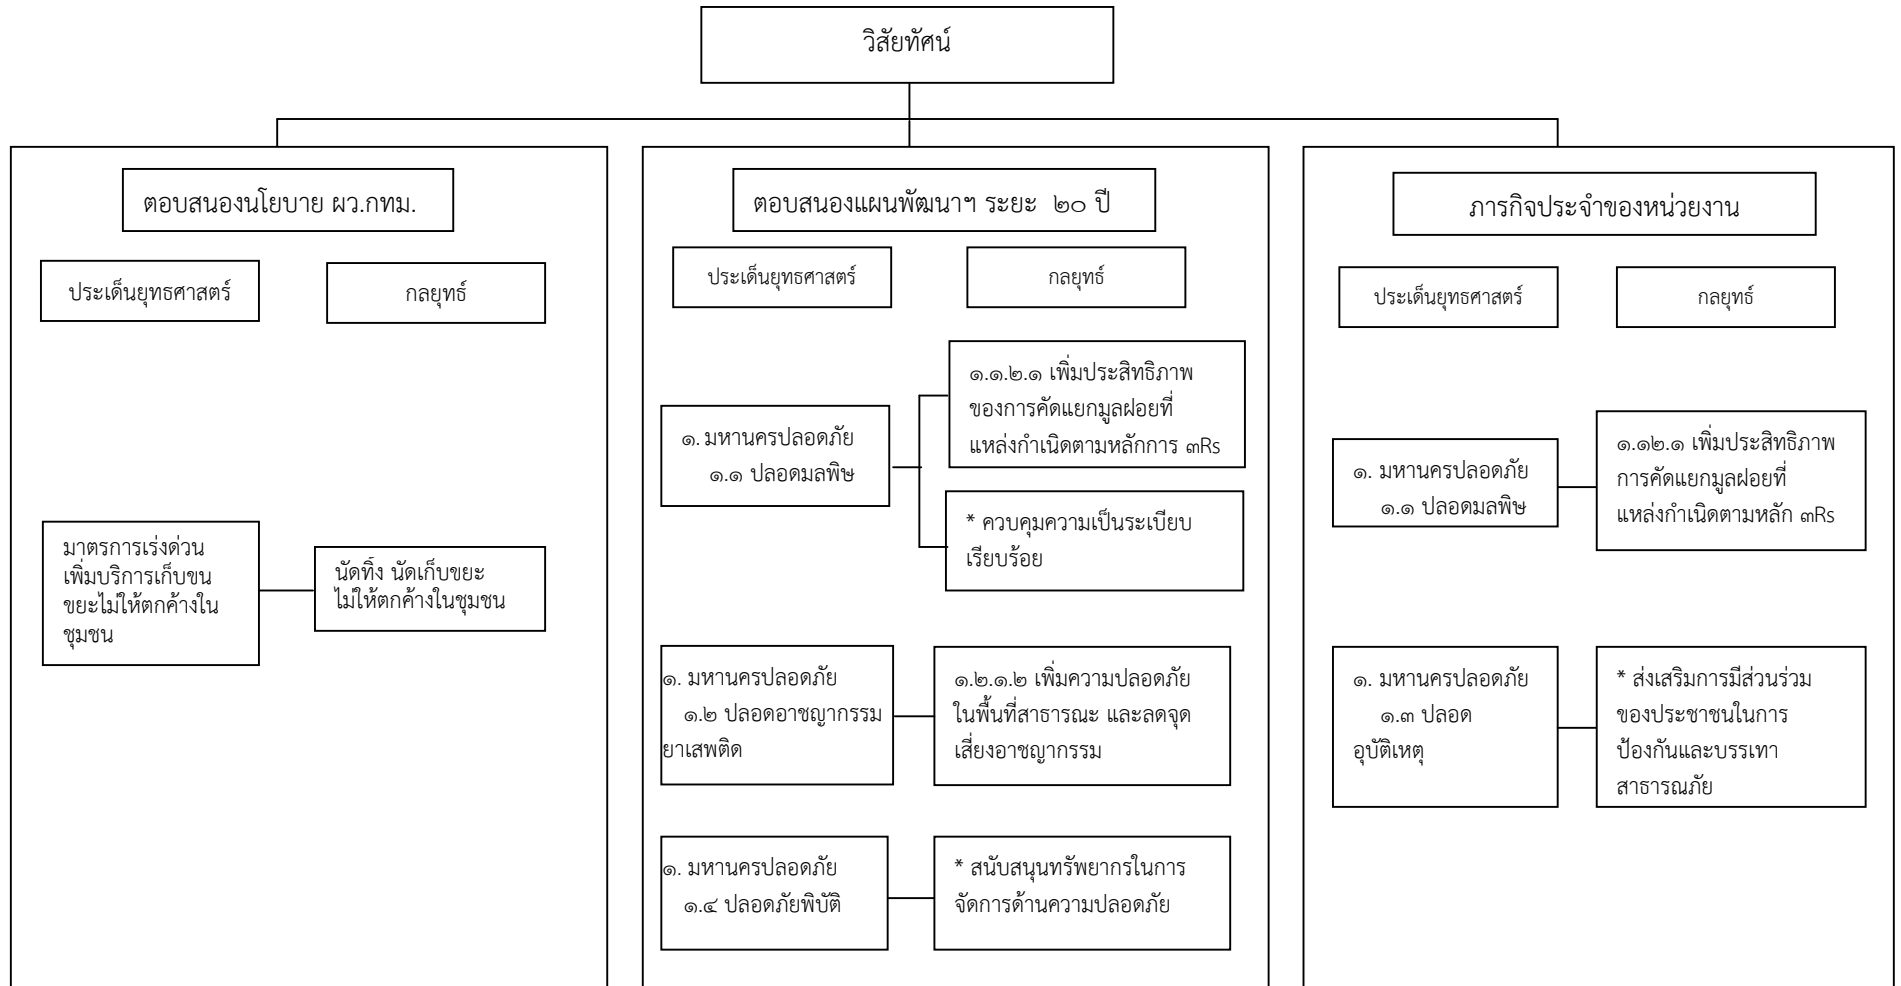 วิสัยทัศน์
ตอบสนองนโยบาย ผว.กทม.
ประเด็นยุทธศาสตร์
กลยุทธ์
มาตรการเร่งด่วน
เพิ่มบริการเก็บขน
ขยะไม่ให้ตกค้างใน
ชุมชน
นัดทิ้ง นัดเก็บขยะ
ไม่ให้ตกค้างในชุมชน
ตอบสนองแผนพัฒนาฯ ระยะ ๒๐ ปี
ประเด็นยุทธศาสตร์
กลยุทธ์
๑. มหานครปลอดภัย
๑.๑ ปลอดมลพิษ
๑.๑.๒.๑ เพิ่มประสิทธิภาพ
ของการคัดแยกมูลฝอยที่
แหล่งกำเนิดตามหลักการ ๓Rs
* ควบคุมความเป็นระเบียบ
เรียบร้อย
๑. มหานครปลอดภัย
๑.๒ ปลอดอาชญากรรม
ยาเสพติด
๑.๒.๑.๒ เพิ่มความปลอดภัย
ในพื้นที่สาธารณะ และลดจุด
เสี่ยงอาชญากรรม
๑. มหานครปลอดภัย
๑.๔ ปลอดภัยพิบัติ
* สนับสนุนทรัพยากรในการ
จัดการด้านความปลอดภัย
ภารกิจประจำของหน่วยงาน
ประเด็นยุทธศาสตร์
กลยุทธ์
๑. มหานครปลอดภัย
๑.๑ ปลอดมลพิษ
๑.๑๒.๑ เพิ่มประสิทธิภาพ
การคัดแยกมูลฝอยที่
แหล่งกำเนิดตามหลัก ๓Rs
๑. มหานครปลอดภัย
๑.๓ ปลอด
อุบัติเหตุ
* ส่งเสริมการมีส่วนร่วม
ของประชาชนในการ
ป้องกันและบรรเทา
สาธารณภัย